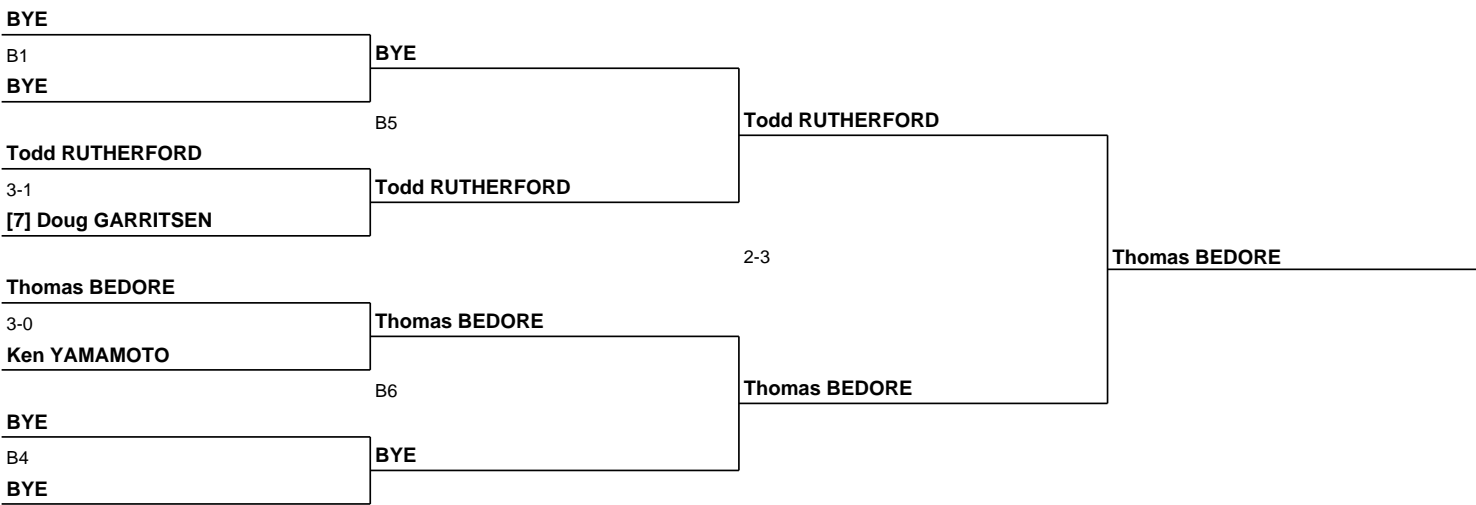 BYE
B1
BYE
BYE
B5
Todd RUTHERFORD
Todd RUTHERFORD
3-1
Todd RUTHERFORD
[7] Doug GARRITSEN
2-3
Thomas BEDORE
Thomas BEDORE
3-0
Thomas BEDORE
Ken YAMAMOTO
B6
Thomas BEDORE
BYE
B4
BYE
BYE